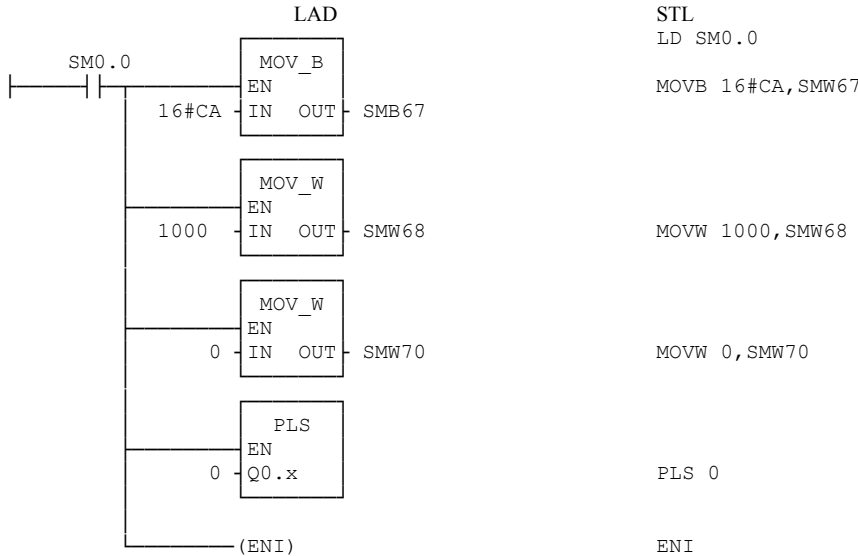 LAD STL
LD SM0.0
SM0.0 MOV_B
EN MOVB 16#CA,SMW67
16#CA IN OUT SMB67
MOV_W
EN
1000 IN OUT SMW68 MOVW 1000,SMW68
MOV_W
EN
0 IN OUT SMW70 MOVW 0,SMW70
PLS
EN
0 Q0.x PLS 0
(ENI) ENI